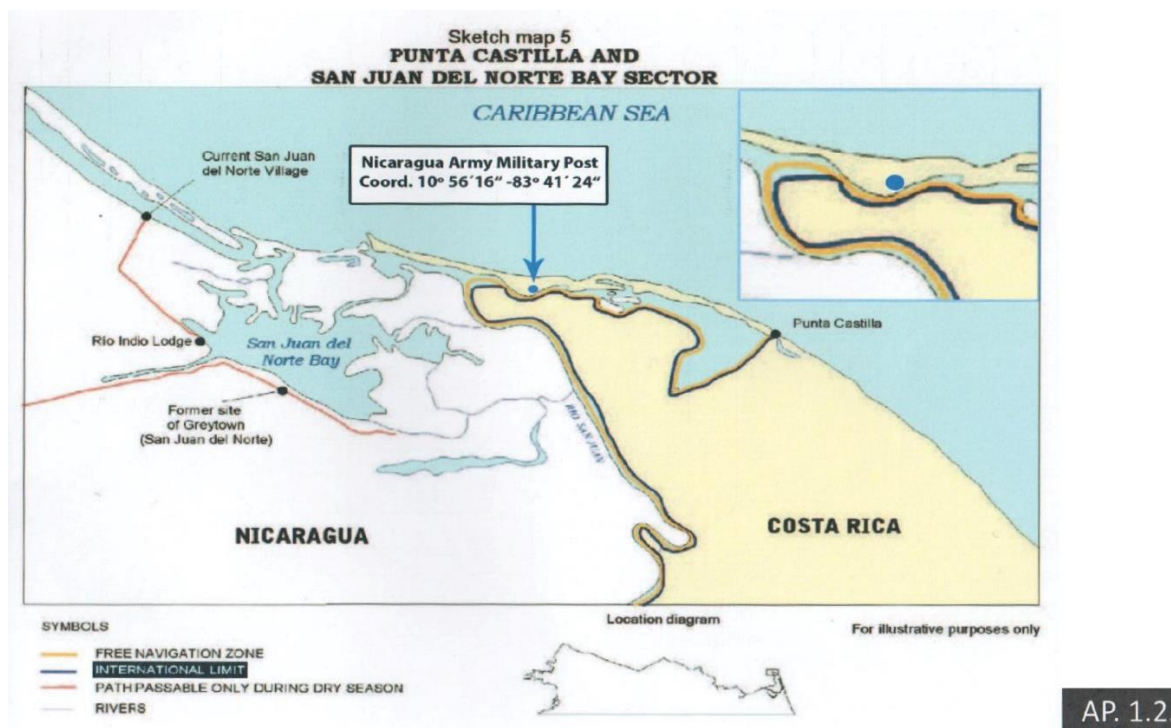 Sketch map 5
PUNTA CASTILLA AND
SAN JUAN DEL NORTE BAY SECTOR
CARIBBEAN SEA
Current San Juan
del Norte Village
Nicaragua Army Military Post
Coord. 10º 56´16“ -83º 41´24“
Punta Castilla
Río Indio Lodge
San Juan del
Norte Bay
Former site
of Greytown
(San Juan del Norte)
RIO SAN JUAN
NICARAGUA
COSTA RICA
SYMBOLS
FREE NAVIGATION ZONE
INTERNATIONAL LIMIT
PATH PASSABLE ONLY DURING DRY SEASON
RIVERS
Location diagram
For illustrative purposes only
AP. 1.2